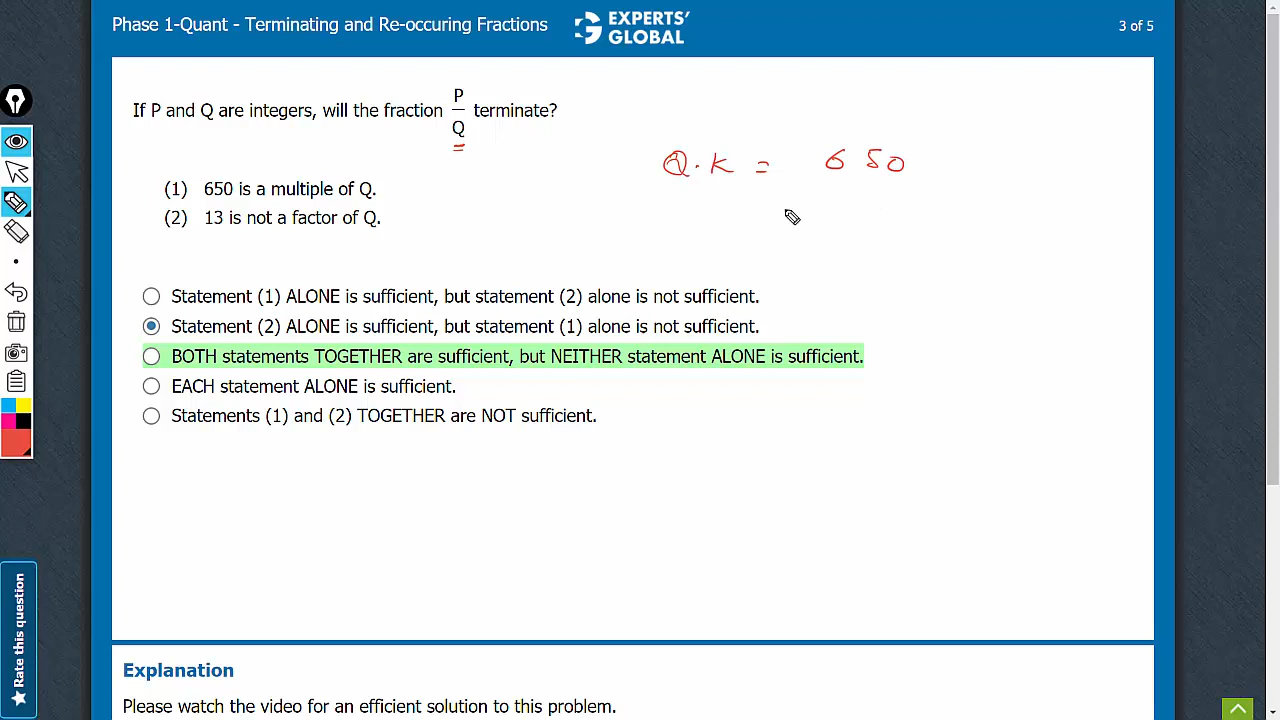 Phase 1-Quant - Terminating and Re-occuring Fractions
EXPERTS'
GLOBAL
3 of 5
If P and Q are integers, will the fraction P/Q terminate?
Q . K = 650
(1) 650 is a multiple of Q.
(2) 13 is not a factor of Q.
Statement (1) ALONE is sufficient, but statement (2) alone is not sufficient.
Statement (2) ALONE is sufficient, but statement (1) alone is not sufficient.
BOTH statements TOGETHER are sufficient, but NEITHER statement ALONE is sufficient.
EACH statement ALONE is sufficient.
Statements (1) and (2) TOGETHER are NOT sufficient.
Rate this question
Explanation
Please watch the video for an efficient solution to this problem.